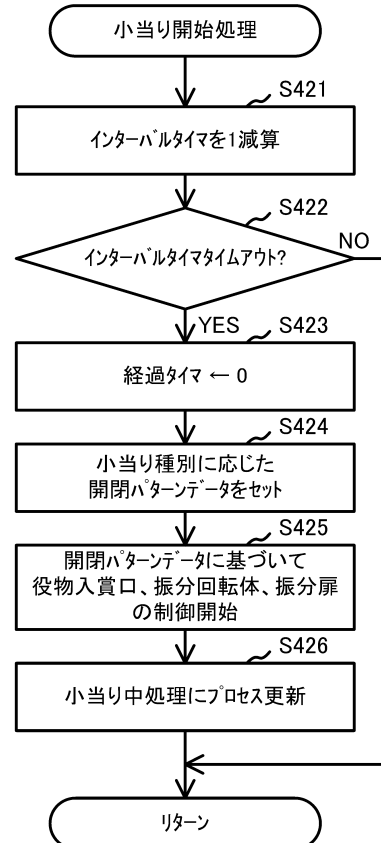 小当り開始処理
S421
インターバルタイマを1減算
S422
インターバルタイマタイムアウト?
NO
YES
S423
経過タイマ ← 0
S424
小当り種別に応じた
開閉パターンデータをセット
S425
開閉パターンデータに基づいて
役物入賞口、振分回転体、振分扉
の制御開始
S426
小当り中処理にプロセス更新
リターン